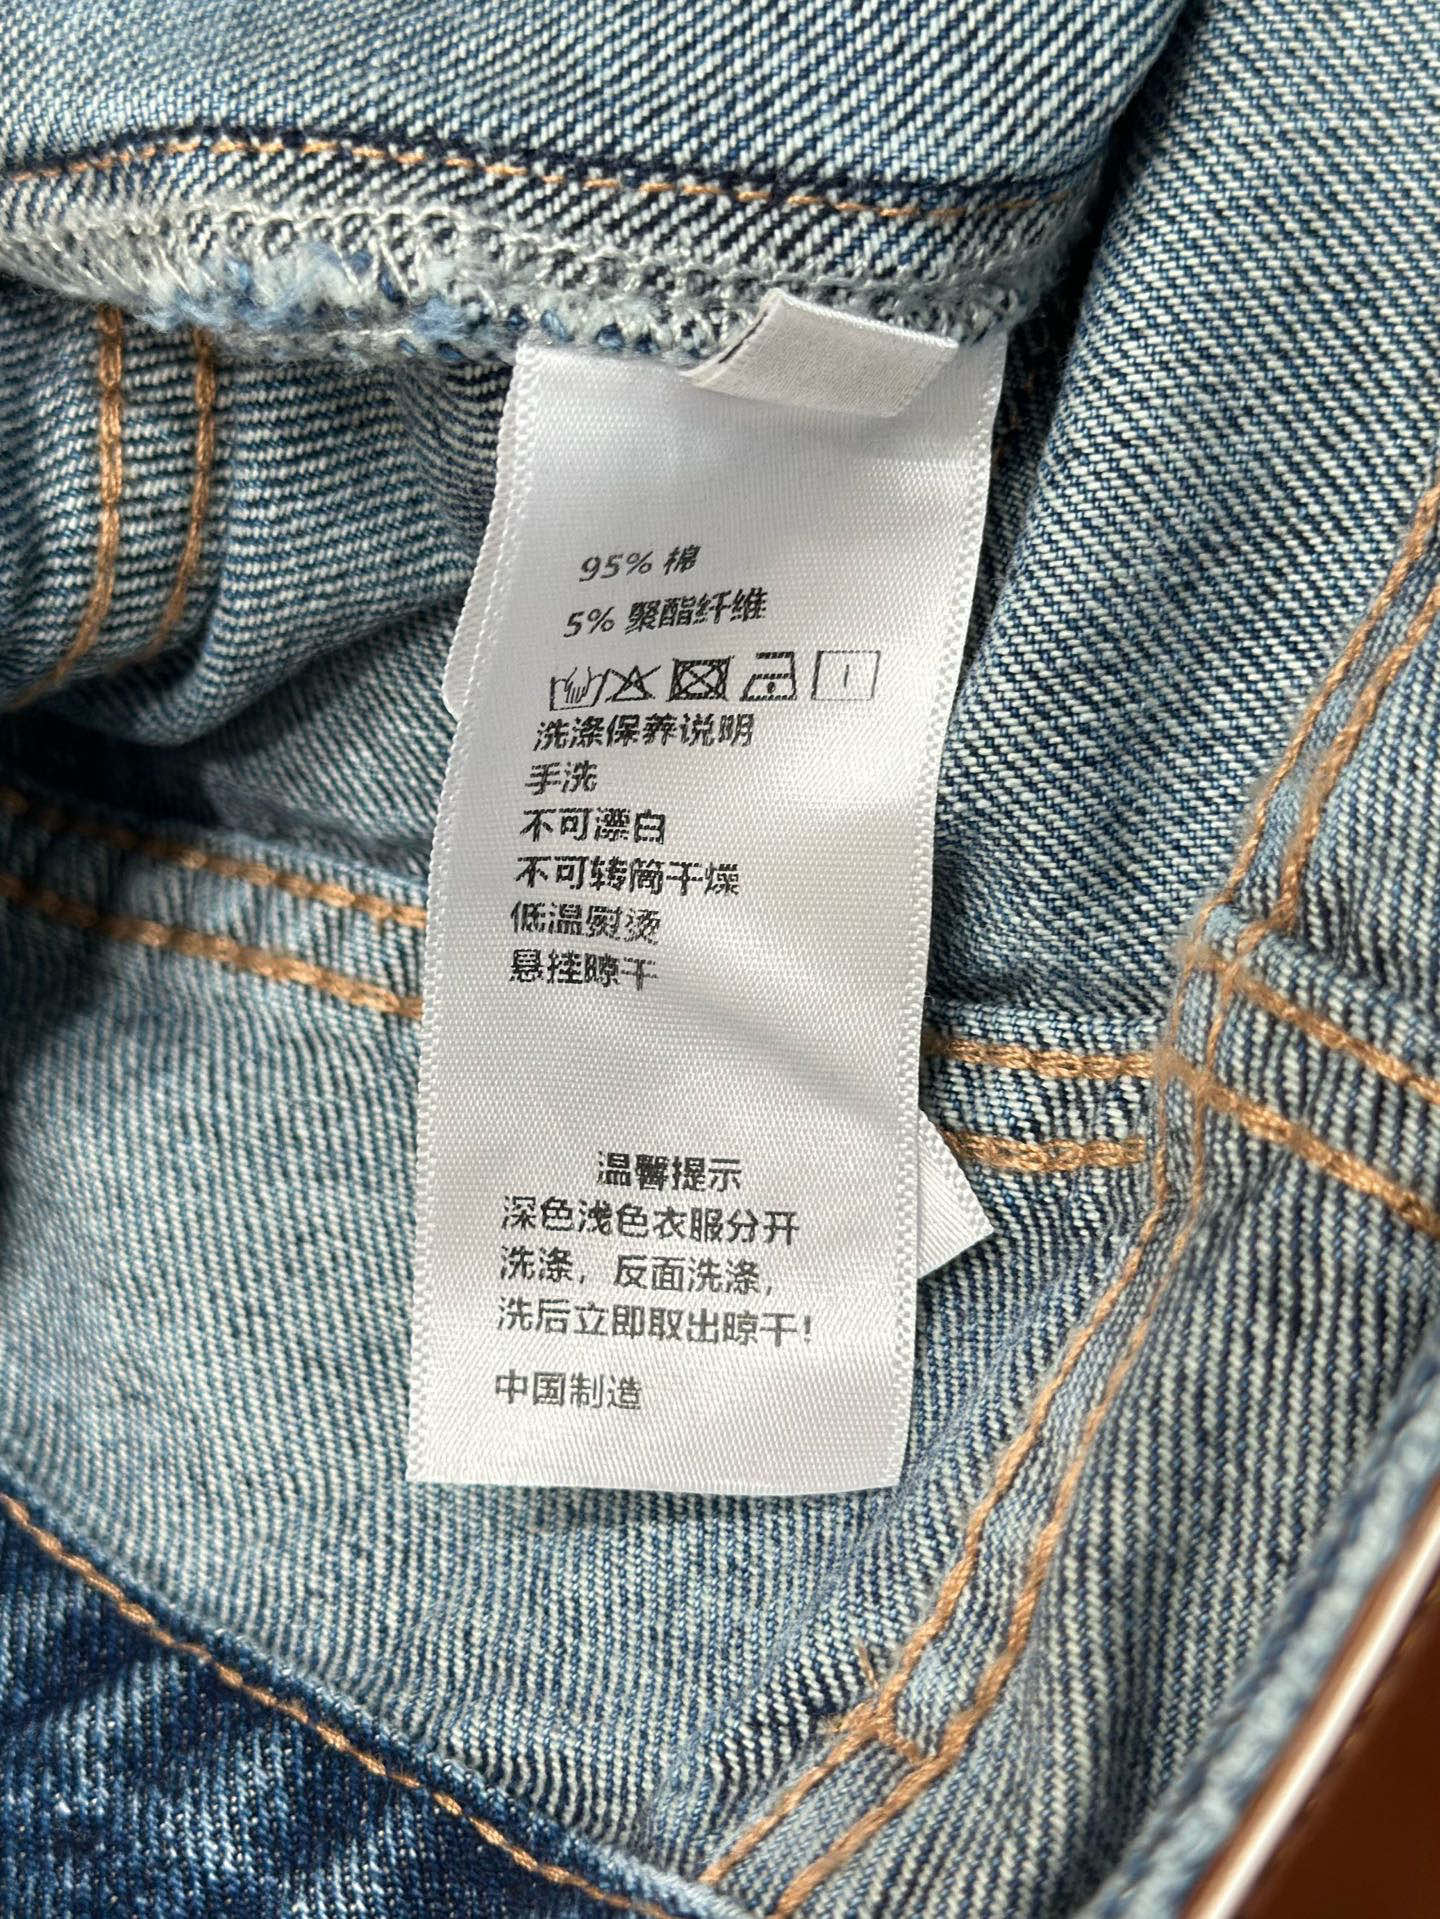 95% 棉
5% 聚酯纤维
洗涤保养说明
手洗
不可漂白
不可转筒干燥
低温熨烫
悬挂晾干
温馨提示
深色浅色衣服分开
洗涤，反面洗涤，
洗后立即取出晾干！
中国制造